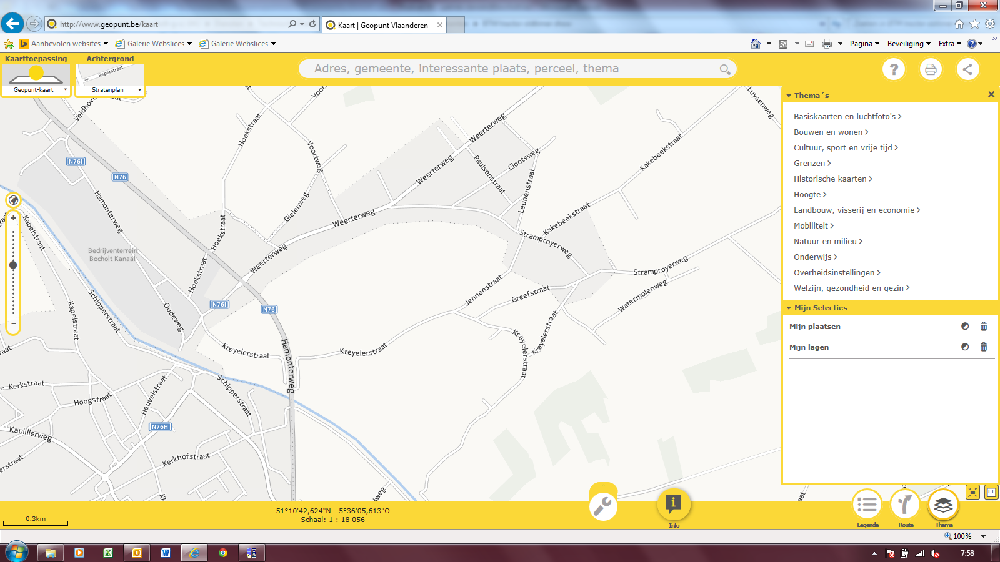 http://www.geopunt.be/kaart
Kaart | Geopunt Vlaanderen
Aanbevolen websites
Galerie Webslices
Galerie Webslices
Pagina
Beveiliging
Extra
Kaarttoepassing
Achtergrond
Geopunt-kaart
Peperstraat
Stratenplan
Adres, gemeente, interessante plaats, perceel, thema
Thema´s
Basiskaarten en luchtfoto's
Bouwen en wonen
Cultuur, sport en vrije tijd
Grenzen
Historische kaarten
Hoogte
Landbouw, visserij en economie
Mobiliteit
Natuur en milieu
Onderwijs
Overheidsinstellingen
Welzijn, gezondheid en gezin
Mijn Selecties
Mijn plaatsen
Mijn lagen
Hoekstraat
Voortweg
Weerterweg
Luysenweg
Kakebeekstraat
Clootsweg
Paulsenstraat
Weerterweg
Leunenstraat
N76I
N76
Hamonterweg
Gielenweg
Weerterweg
Kakebeekstraat
Kapelstraat
Hoekstraat
Stramproyerweg
Bedrijventerrein
Bocholt Kanaal
Weerterweg
Hoekstraat
Stramproyerweg
Jennenstraat
Greefstraat
Watermolenweg
Schipperstraat
Kapelstraat
Oudeweg
N76I
N76
Kreyelerstraat
Kreyelerstraat
Kreyelerstraat
Kreyelerstraat
Hamonterweg
Schipperstraat
Kerkstraat
Hoogstraat
Heuvelstraat
N76H
Kaulillerweg
Kerkhofstraat
0.3km
51°10'42,624"N - 5°36'05,613"O
Schaal: 1 : 18 056
Info
Legende
Route
Thema
100%
7:58